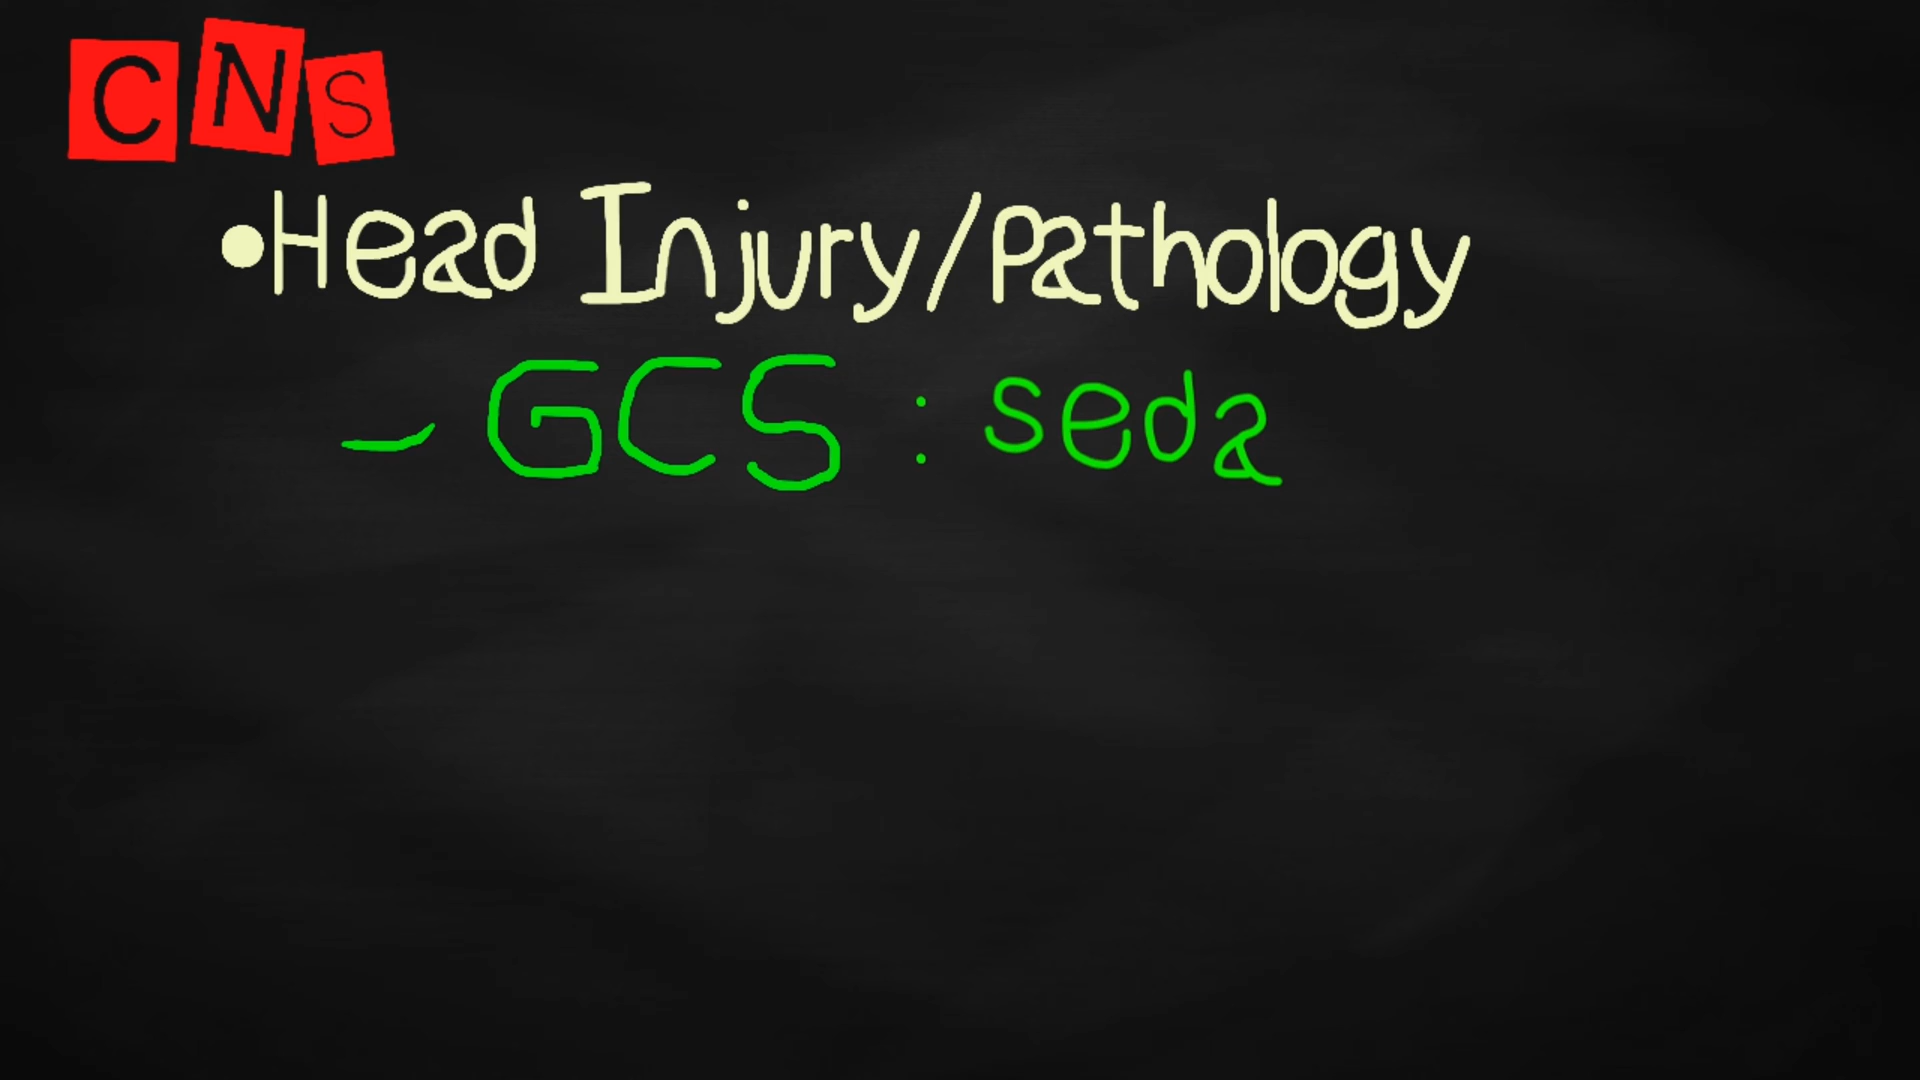 CNS
•Head Injury/Pathology
- GCS : seda